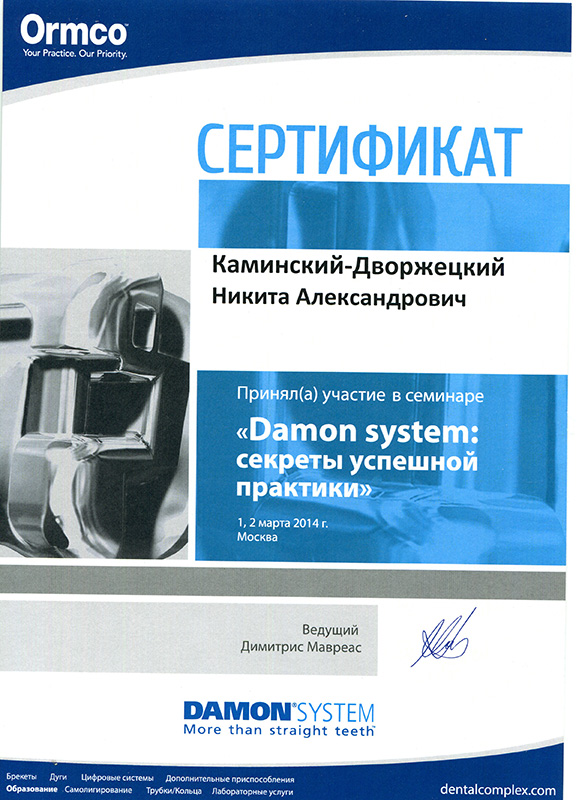 Ormco™
Your Practice. Our Priority.
СЕРТИФИКАТ
Каминский-Дворжецкий
Никита Александрович
Принял(а) участие в семинаре
«Damon system:
секреты успешной
практики»
1, 2 марта 2014 г.
Москва
Ведущий
Димитрис Мавреас
DAMON®SYSTEM
More than straight teeth™
Брекеты Дуги Цифровые системы Дополнительные приспособления
Образование Самолигирование Трубки/Кольца Лабораторные услуги
dentalcomplex.com